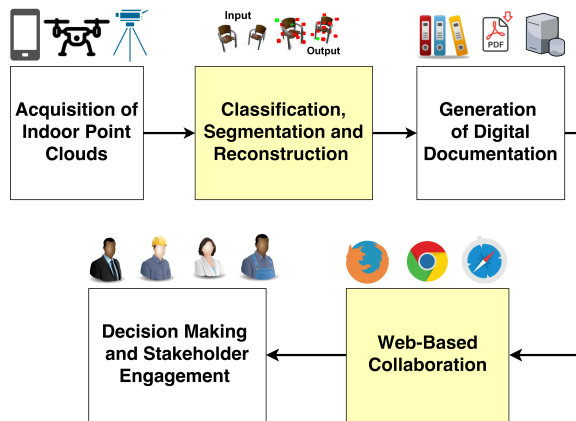 Input
Output
PDF
Acquisition of
Indoor Point
Clouds
Classification,
Segmentation and
Reconstruction
Generation
of Digital
Documentation
Decision Making
and Stakeholder
Engagement
Web-Based
Collaboration